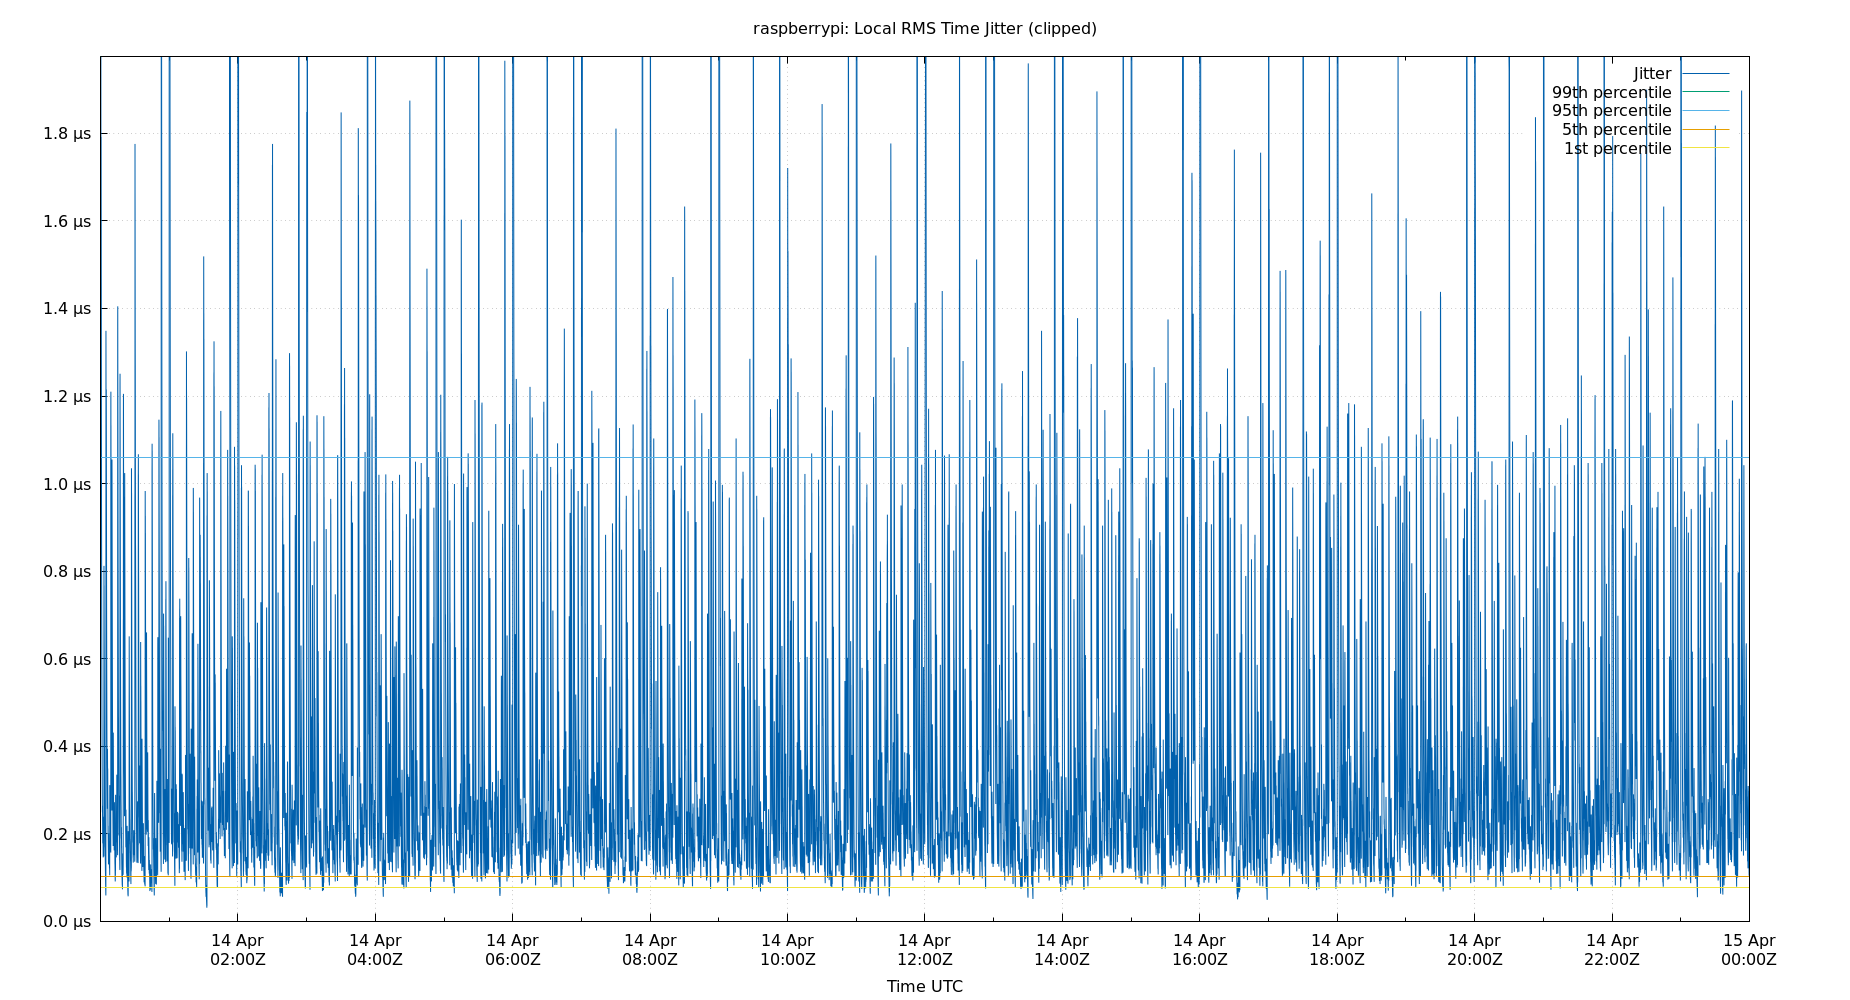 raspberrypi: Local RMS Time Jitter (clipped)
Jitter
99th percentile
95th percentile
5th percentile
1st percentile
1.8 µs
1.6 µs
1.4 µs
1.2 µs
1.0 µs
0.8 µs
0.6 µs
0.4 µs
0.2 µs
0.0 µs
14 Apr 14 Apr 14 Apr 14 Apr 14 Apr 14 Apr 14 Apr 14 Apr 14 Apr 14 Apr 14 Apr 15 Apr
02:00Z 04:00Z 06:00Z 08:00Z 10:00Z 12:00Z 14:00Z 16:00Z 18:00Z 20:00Z 22:00Z 00:00Z
Time UTC